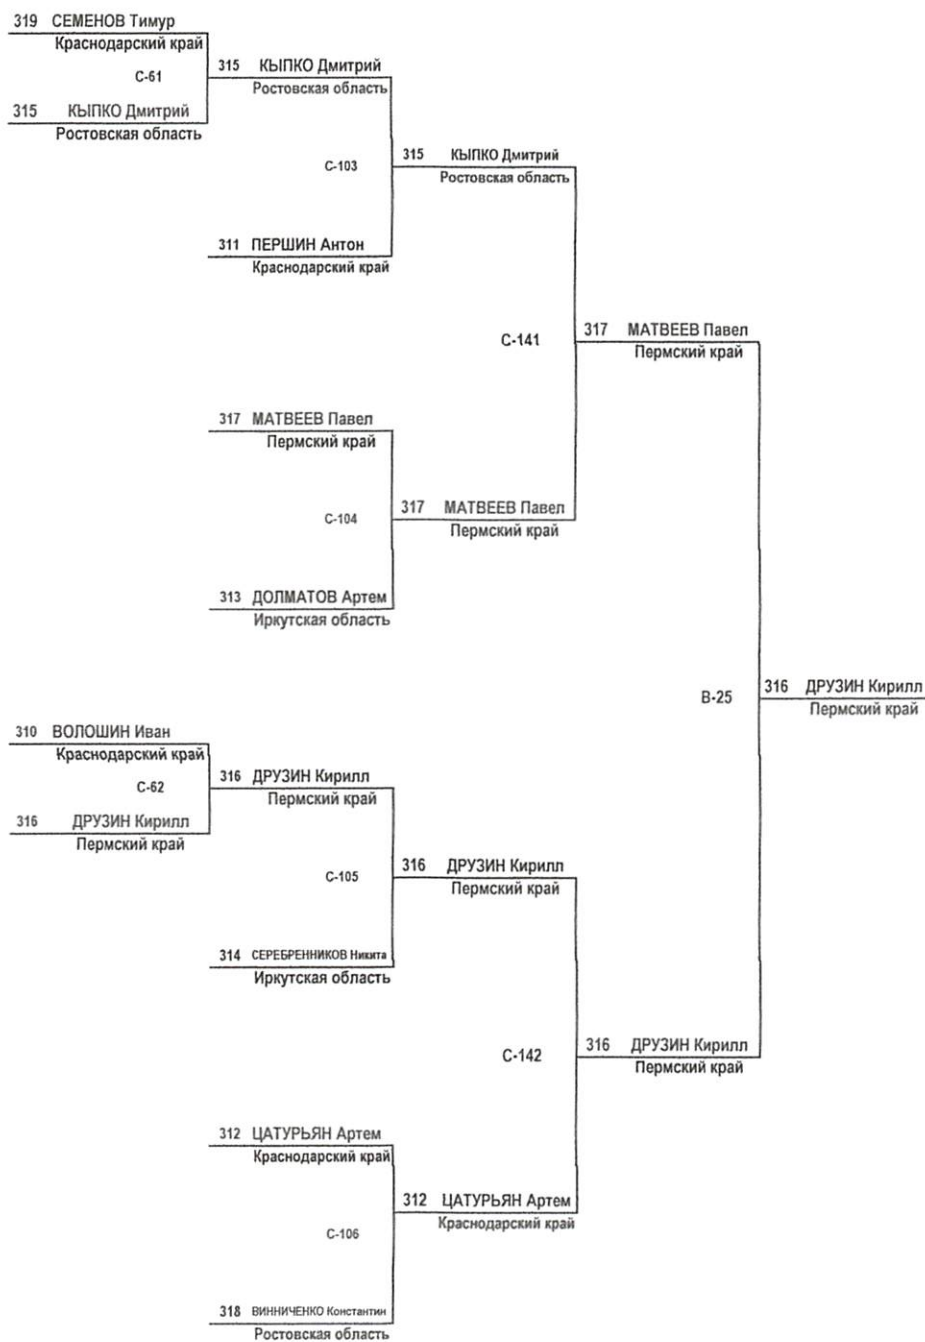 319 СЕМЕНОВ Тимур
Краснодарский край
С-61
315 КЫПКО Дмитрий
Ростовская область
315 КЫПКО Дмитрий
Ростовская область
С-103
315 КЫПКО Дмитрий
Ростовская область
311 ПЕРШИН Антон
Краснодарский край
С-141
317 МАТВЕЕВ Павел
Пермский край
317 МАТВЕЕВ Павел
Пермский край
С-104
317 МАТВЕЕВ Павел
Пермский край
313 ДОЛМАТОВ Артем
Иркутская область
В-25
316 ДРУЗИН Кирилл
Пермский край
310 ВОЛОШИН Иван
Краснодарский край
С-62
316 ДРУЗИН Кирилл
Пермский край
316 ДРУЗИН Кирилл
Пермский край
С-105
316 ДРУЗИН Кирилл
Пермский край
314 СЕРЕБРЕННИКОВ Никита
Иркутская область
С-142
316 ДРУЗИН Кирилл
Пермский край
312 ЦАТУРЬЯН Артем
Краснодарский край
С-106
312 ЦАТУРЬЯН Артем
Краснодарский край
318 ВИННИЧЕНКО Константин
Ростовская область